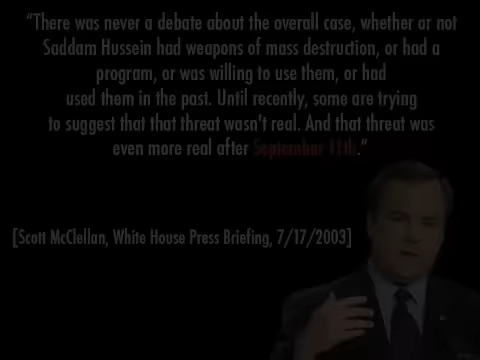 “There was never a debate about the overall case, whether or not
Saddam Hussein had weapons of mass destruction, or had a
program, or was willing to use them, or had
used them in the past. Until recently, some are trying
to suggest that that threat wasn't real. And that threat was
even more real after September 11th.”
[Scott McClellan, White House Press Briefing, 7/17/2003]